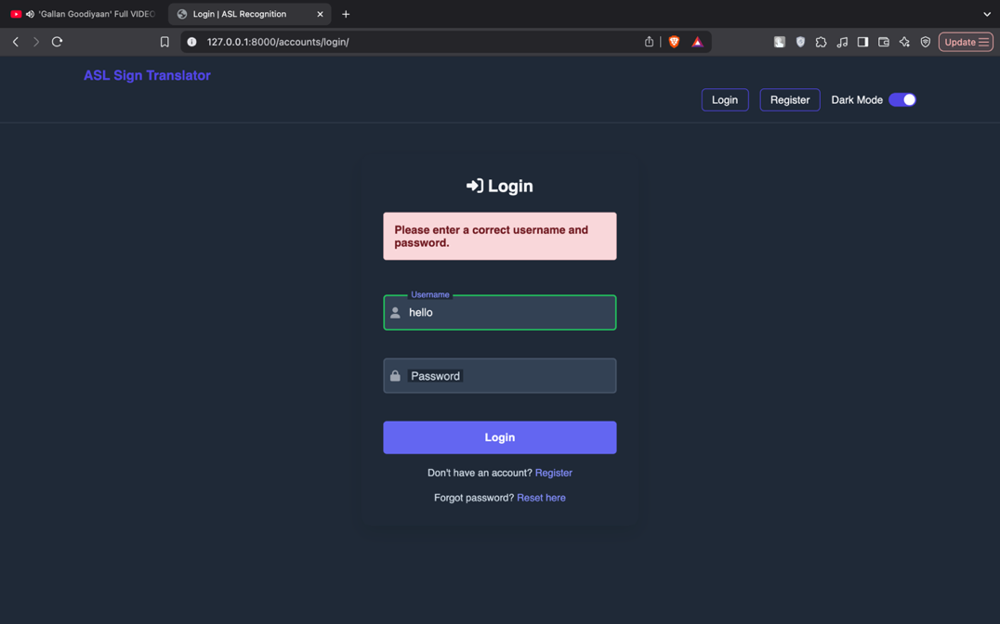 'Gallan Goodiyaan' Full VIDEO
Login | ASL Recognition
127.0.0.1:8000/accounts/login/
Update
ASL Sign Translator
Login
Register
Dark Mode
Login
Please enter a correct username and
password.
Username
hello
Password
Login
Don't have an account? Register
Forgot password? Reset here